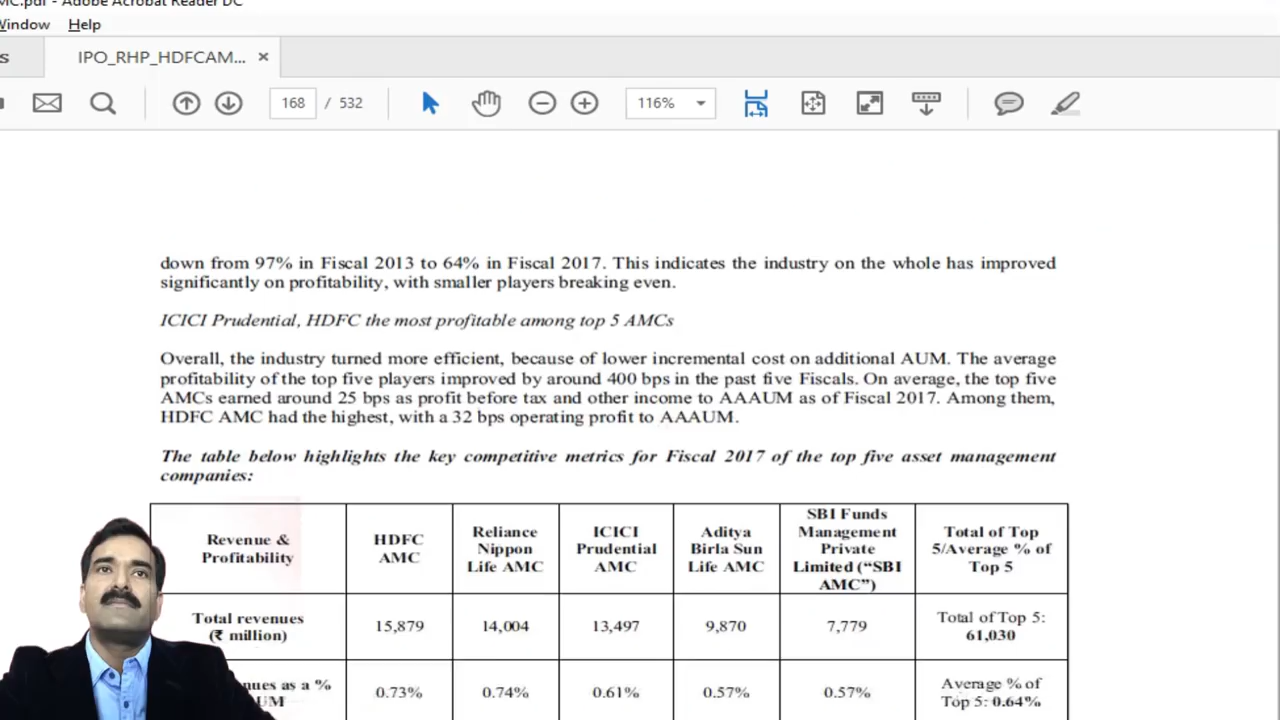 MC.pdf - Adobe Acrobat Reader DC
Window Help
s IPO_RHP_HDFCAM... ×
168 / 532 116%
down from 97% in Fiscal 2013 to 64% in Fiscal 2017. This indicates the industry on the whole has improved
significantly on profitability, with smaller players breaking even.
ICICI Prudential, HDFC the most profitable among top 5 AMCs
Overall, the industry turned more efficient, because of lower incremental cost on additional AUM. The average
profitability of the top five players improved by around 400 bps in the past five Fiscals. On average, the top five
AMCs earned around 25 bps as profit before tax and other income to AAAUM as of Fiscal 2017. Among them,
HDFC AMC had the highest, with a 32 bps operating profit to AAAUM.
The table below highlights the key competitive metrics for Fiscal 2017 of the top five asset management
companies:
Revenue &
Profitability
HDFC
AMC
Reliance
Nippon
Life AMC
ICICI
Prudential
AMC
Aditya
Birla Sun
Life AMC
SBI Funds
Management
Private
Limited (“SBI
AMC”)
Total of Top
5/Average % of
Top 5
Total revenues
(₹ million)
15,879
14,004
13,497
9,870
7,779
Total of Top 5:
61,030
nues as a %
UM
0.73%
0.74%
0.61%
0.57%
0.57%
Average % of
Top 5: 0.64%